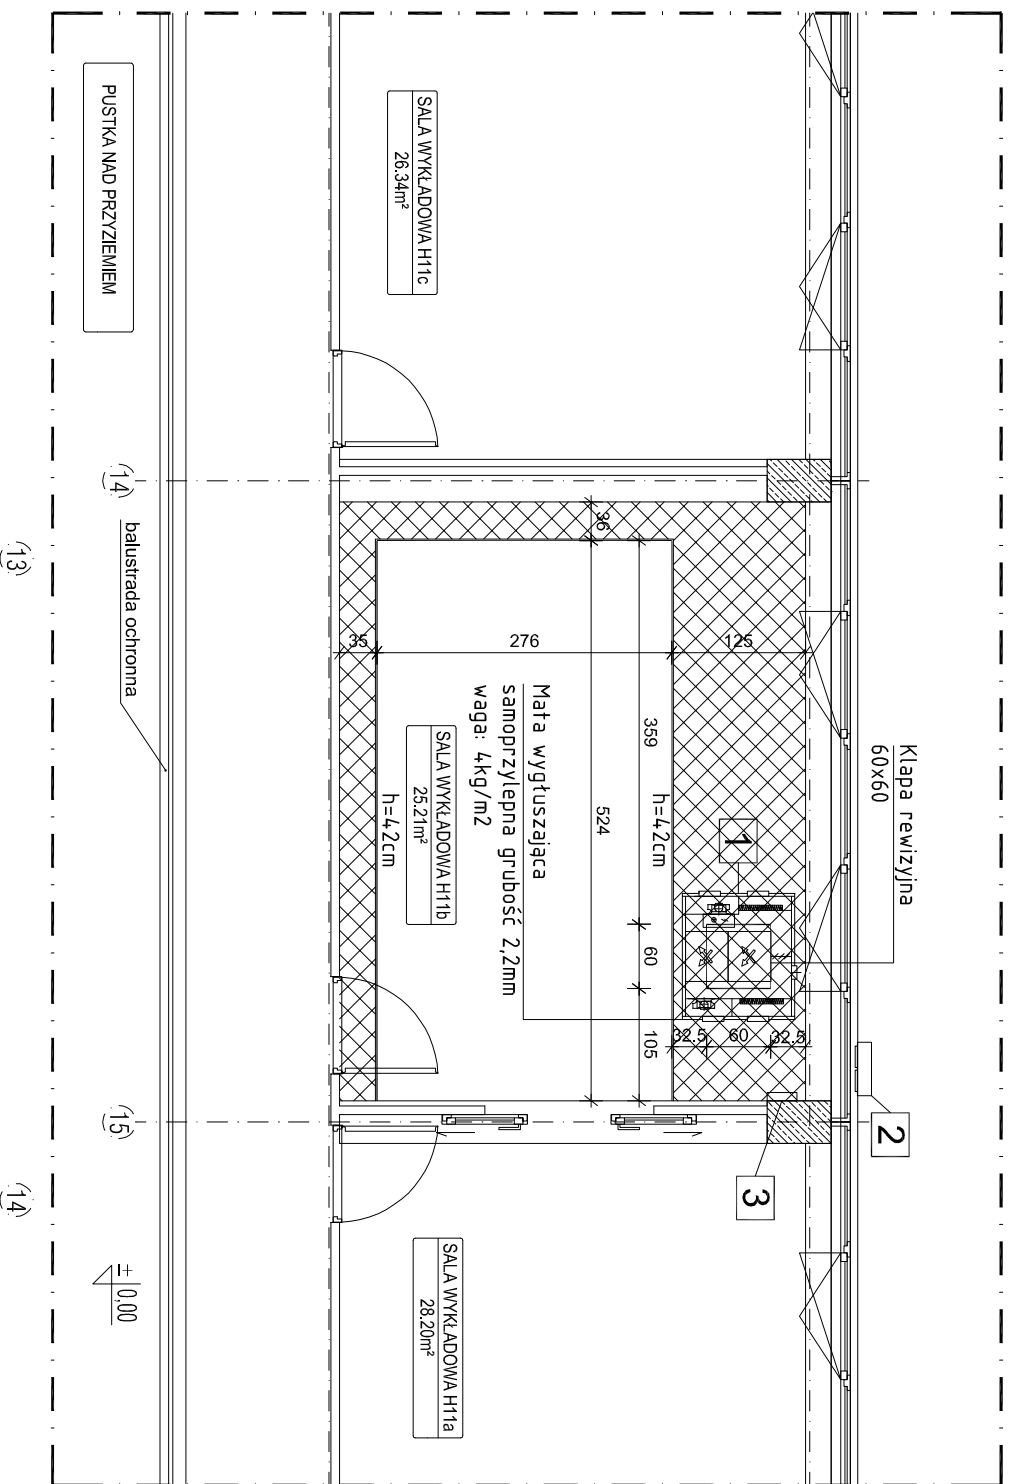 Klapa rewizyjna
60x60
2
3
1
125
276
35
36
359
60
105
524
32.5
60
32.5
h=42cm
Mata wygłuszająca
samoprzylepna grubość 2,2mm
waga: 4kg/m2
SALA WYKŁADOWA H11b
25.21m²
h=42cm
SALA WYKŁADOWA H11c
26.34m²
SALA WYKŁADOWA H11a
28.20m²
PUSTKA NAD PRZYZIEMIEM
14
balustrada ochronna
15
± 0,00
13
14